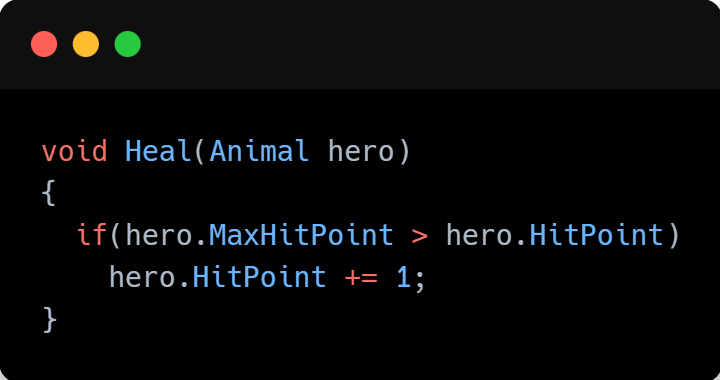 void Heal(Animal hero)
{
  if(hero.MaxHitPoint > hero.HitPoint)
    hero.HitPoint += 1;
}